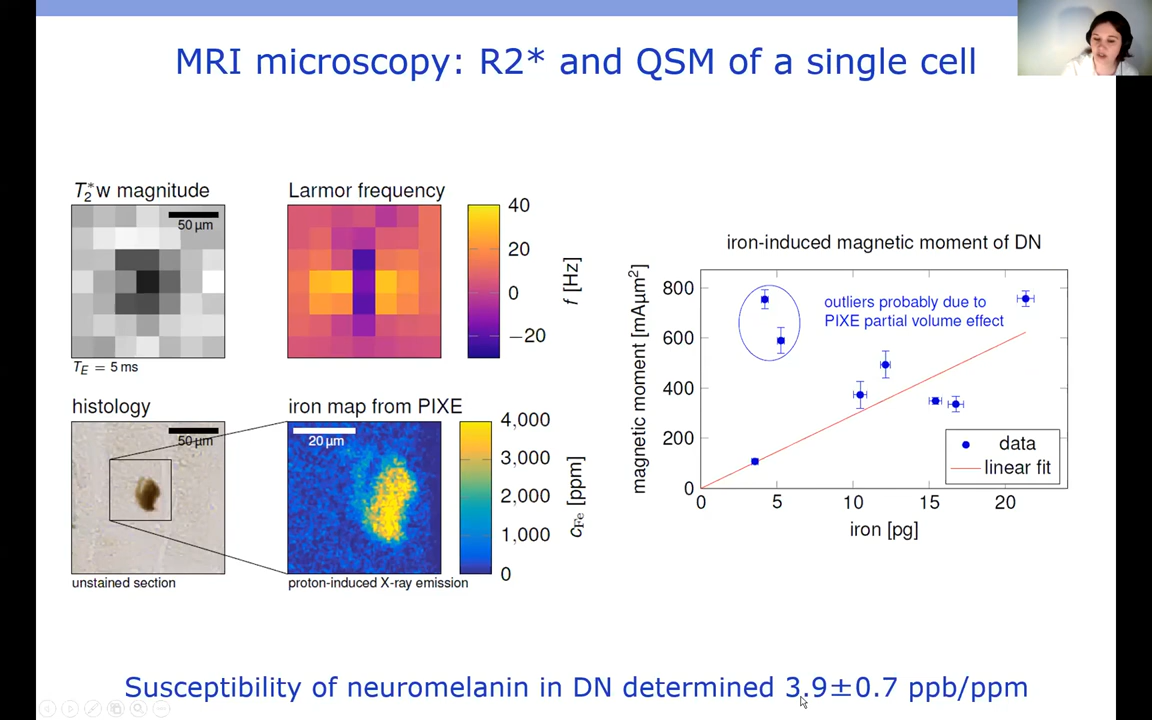 MRI microscopy: R2* and QSM of a single cell
T₂*w magnitude
50 µm
T_E = 5 ms
Larmor frequency
40
20
0
−20
f [Hz]
histology
50 µm
unstained section
iron map from PIXE
20 µm
proton-induced X-ray emission
4,000
3,000
2,000
1,000
0
c_Fe [ppm]
iron-induced magnetic moment of DN
magnetic moment [mAµm²]
800
600
400
200
0
outliers probably due to
PIXE partial volume effect
data
linear fit
0 5 10 15 20
iron [pg]
Susceptibility of neuromelanin in DN determined 3.9±0.7 ppb/ppm